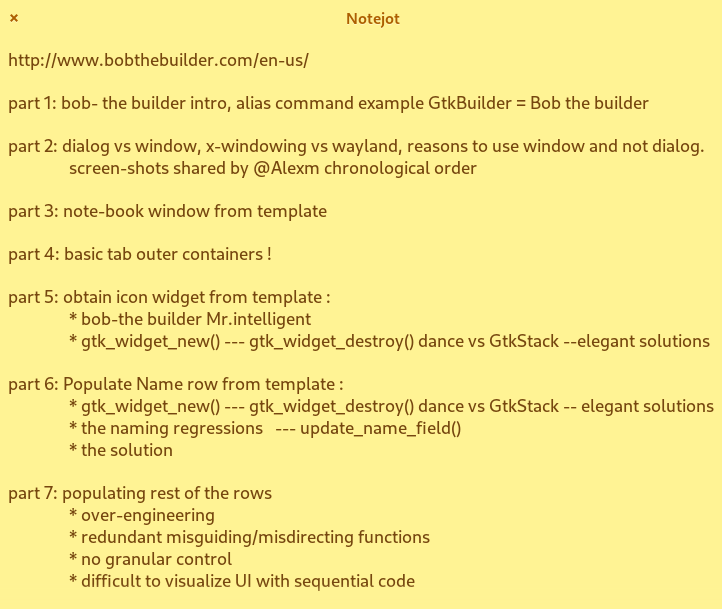 ×
Notejot
http://www.bobthebuilder.com/en-us/
part 1: bob- the builder intro, alias command example GtkBuilder = Bob the builder
part 2: dialog vs window, x-windowing vs wayland, reasons to use window and not dialog.
screen-shots shared by @Alexm chronological order
part 3: note-book window from template
part 4: basic tab outer containers !
part 5: obtain icon widget from template :
* bob-the builder Mr.intelligent
* gtk_widget_new() --- gtk_widget_destroy() dance vs GtkStack --elegant solutions
part 6: Populate Name row from template :
* gtk_widget_new() --- gtk_widget_destroy() dance vs GtkStack -- elegant solutions
* the naming regressions --- update_name_field()
* the solution
part 7: populating rest of the rows
* over-engineering
* redundant misguiding/misdirecting functions
* no granular control
* difficult to visualize UI with sequential code